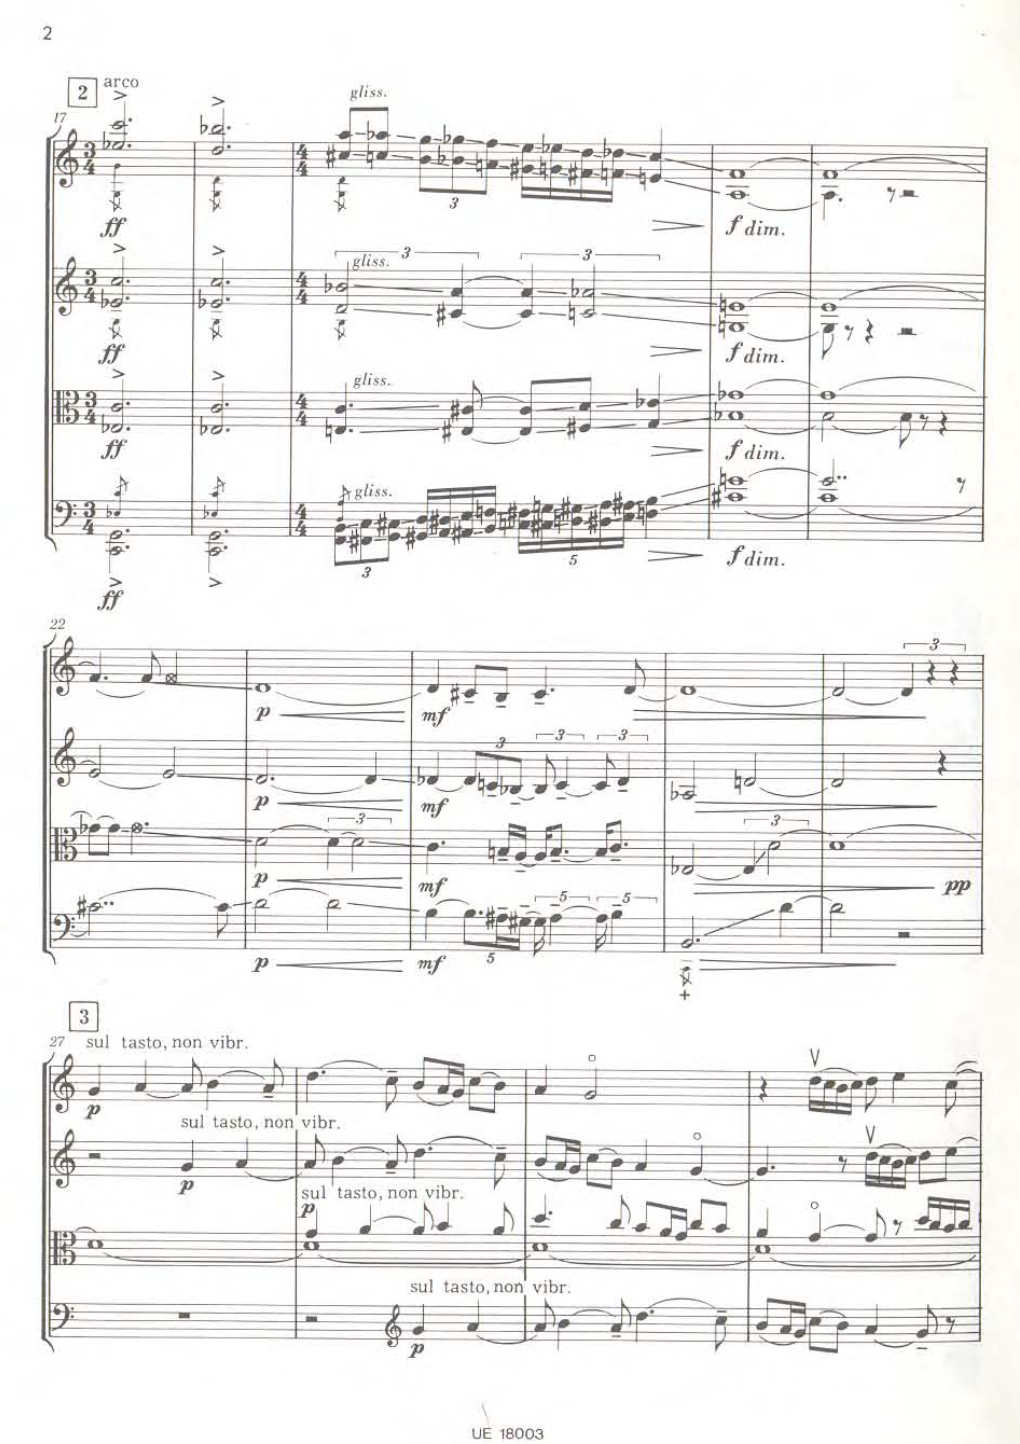 2
2 arco
17
gliss.
3
ff
f dim.
3 3
gliss.
ff
f dim.
gliss.
ff
f dim.
gliss.
3
5
ff
f dim.
22
3
p
mf
3 3 3
p
mf
3 3
p
mf
pp
5 5
p
5
mf
3
27 sul tasto, non vibr.
p
sul tasto, non vibr.
p
sul tasto, non vibr.
p
sul tasto, non vibr.
p
UE 18003